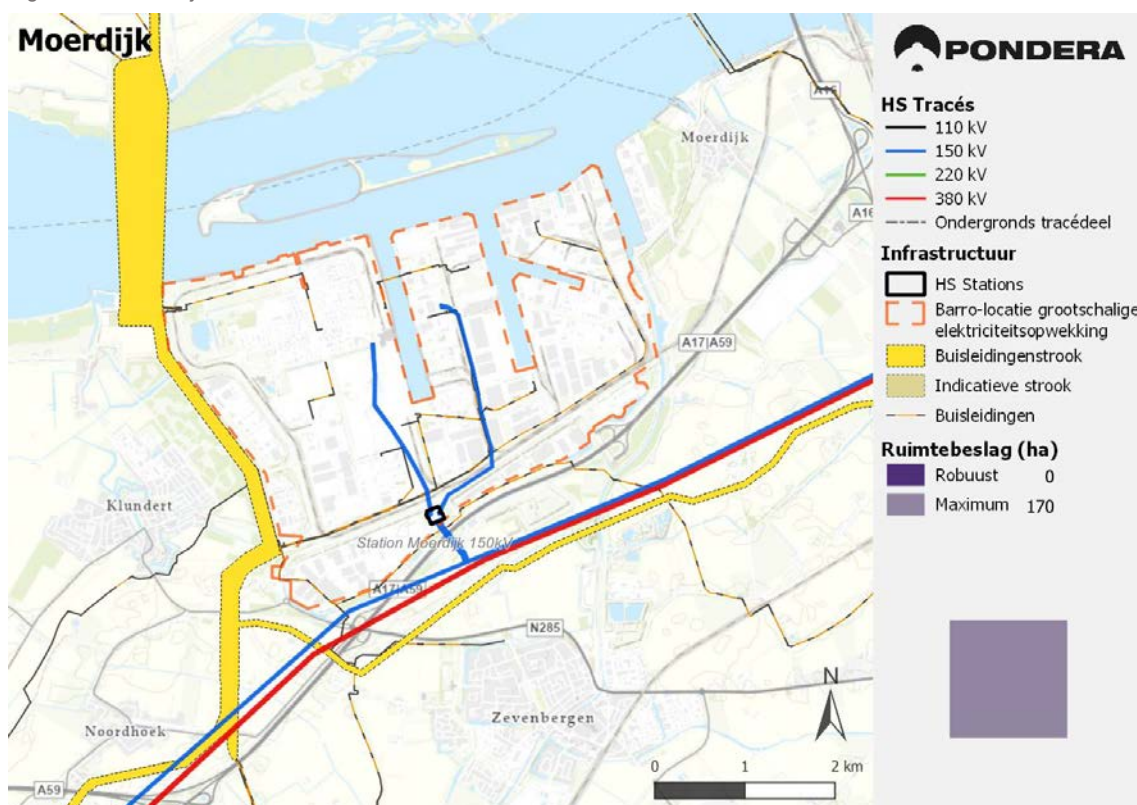 Moerdijk
PONDERA
HS Tracés
110 kV
150 kV
220 kV
380 kV
Ondergronds tracédeel
Infrastructuur
HS Stations
Barro-locatie grootschalige
elektriciteitsopwekking
Buisleidingenstrook
Indicatieve strook
Buisleidingen
Ruimtebeslag (ha)
Robuust 0
Maximum 170
A16
Moerdijk
A16
A17|A59
Klundert
Station Moerdijk 150kV
A17|A59
N285
Zevenbergen
Noordhoek
A59
N
0 1 2 km